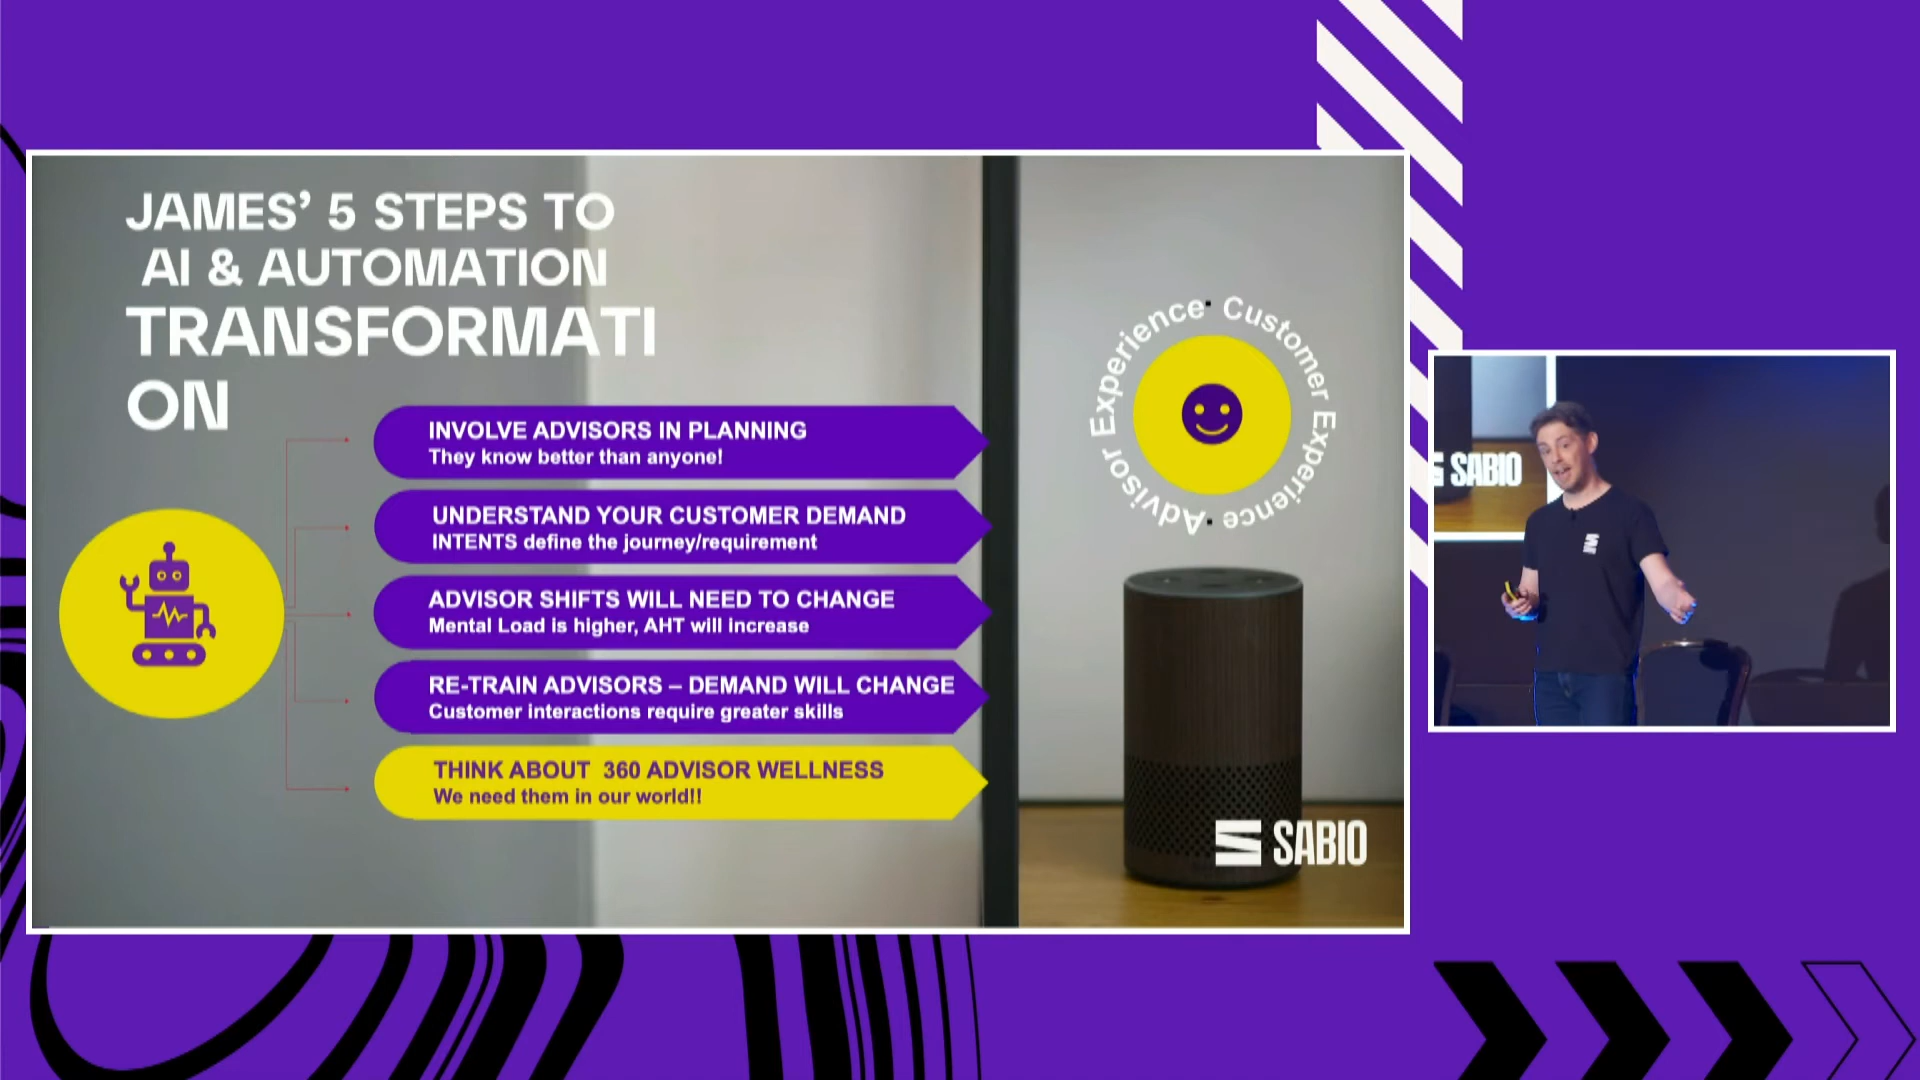 JAMES’ 5 STEPS TO
AI & AUTOMATION
TRANSFORMATI
ON
INVOLVE ADVISORS IN PLANNING
They know better than anyone!
UNDERSTAND YOUR CUSTOMER DEMAND
INTENTS define the journey/requirement
ADVISOR SHIFTS WILL NEED TO CHANGE
Mental Load is higher, AHT will increase
RE-TRAIN ADVISORS – DEMAND WILL CHANGE
Customer interactions require greater skills
THINK ABOUT  360 ADVISOR WELLNESS
We need them in our world!!
Customer Experience · Advisor Experience ·
SABIO
SABIO